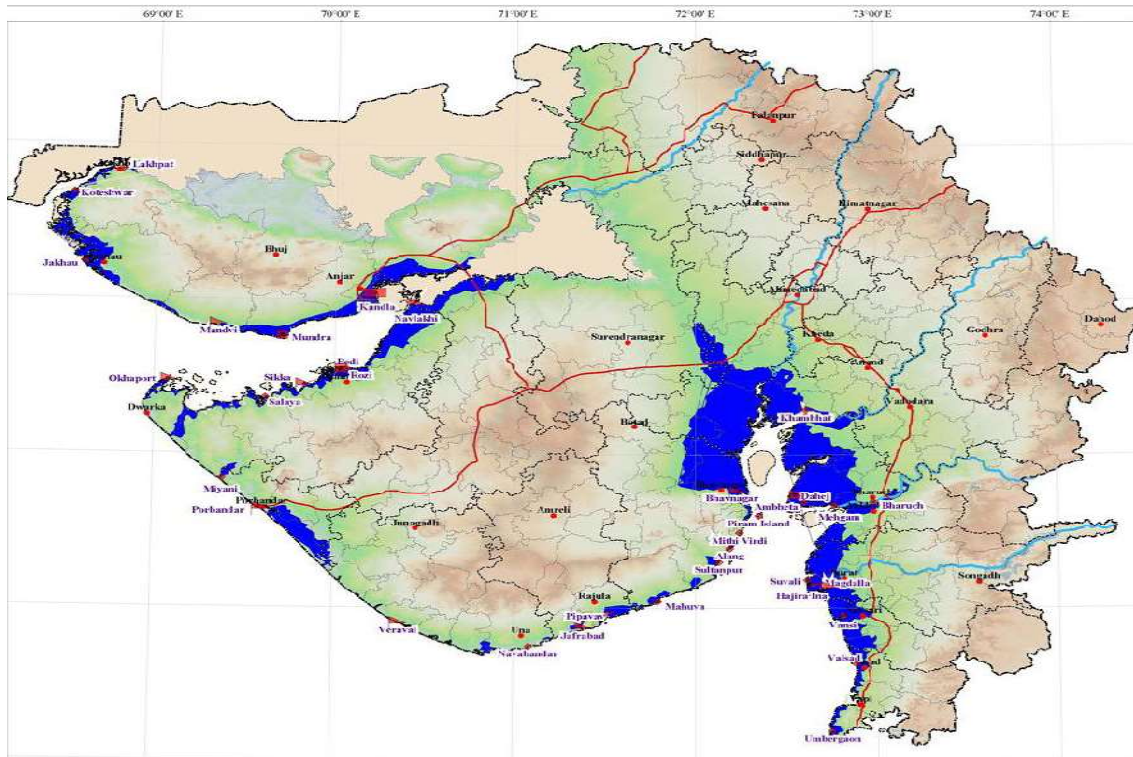 69°00' E
70°00' E
71°00' E
72°00' E
73°00' E
74°00' E
Palanpur
Lakhpat
Siddhapur
Koteshwar
Mahesana
Himatnagar
Bhuj
Jakhau
Anjar
Ahmedabad
Kandla
Navlakhi
Dahod
Mandvi
Mundra
Surendranagar
Kheda
Godhra
Bedi
Anand
Okhaport
Sikka
Rozi
Salaya
Vadodara
Dwarka
Khambhat
Botad
Miyani
Bhavnagar
Dahej
Porbandar
Ambheta
Mehgam
Bharuch
Amreli
Junagadh
Piram Island
Mithi Virdi
Alang
Sultanpur
Suvali
Magdalla
Songadh
Hajira
Rajula
Mahuva
Pipavav
Vansi
Veraval
Una
Jafrabad
Navabandar
Valsad
Vapi
Umbergaon